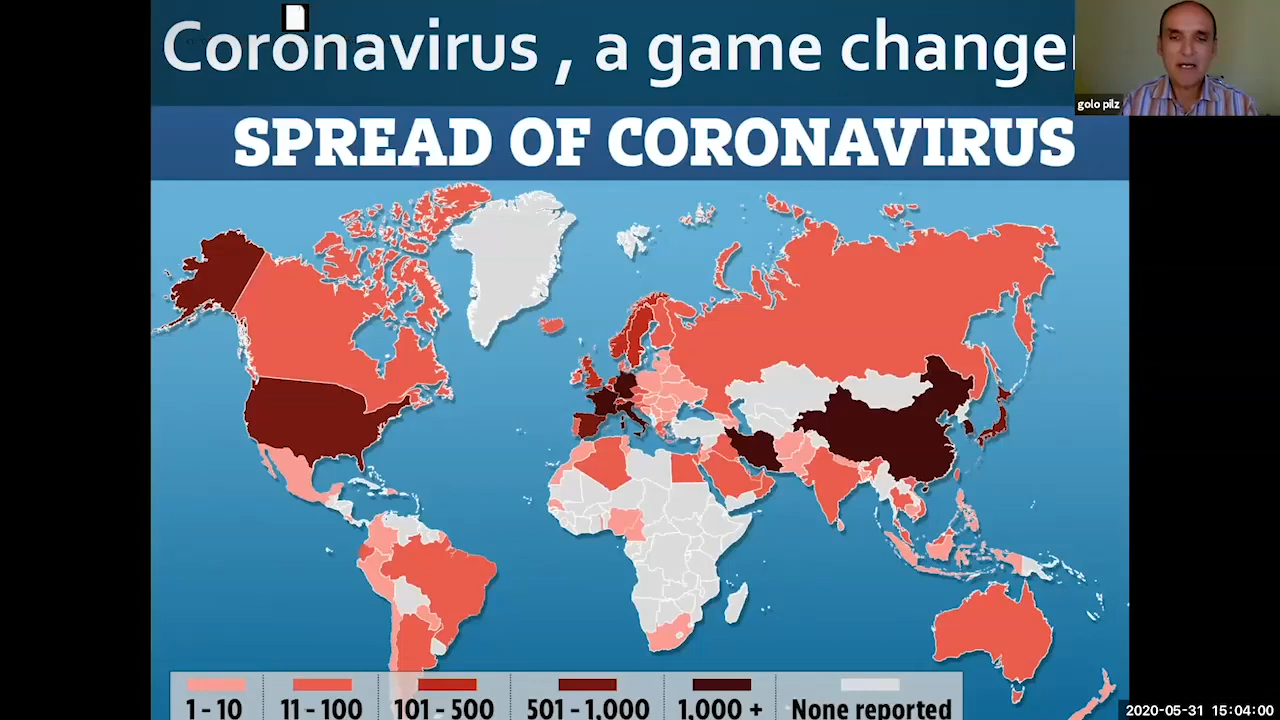 Coronavirus , a game change
golo pilz
SPREAD OF CORONAVIRUS
1 - 10 11 - 100 101 - 500 501 - 1,000 1,000 + None reported
2020-05-31 15:04:00